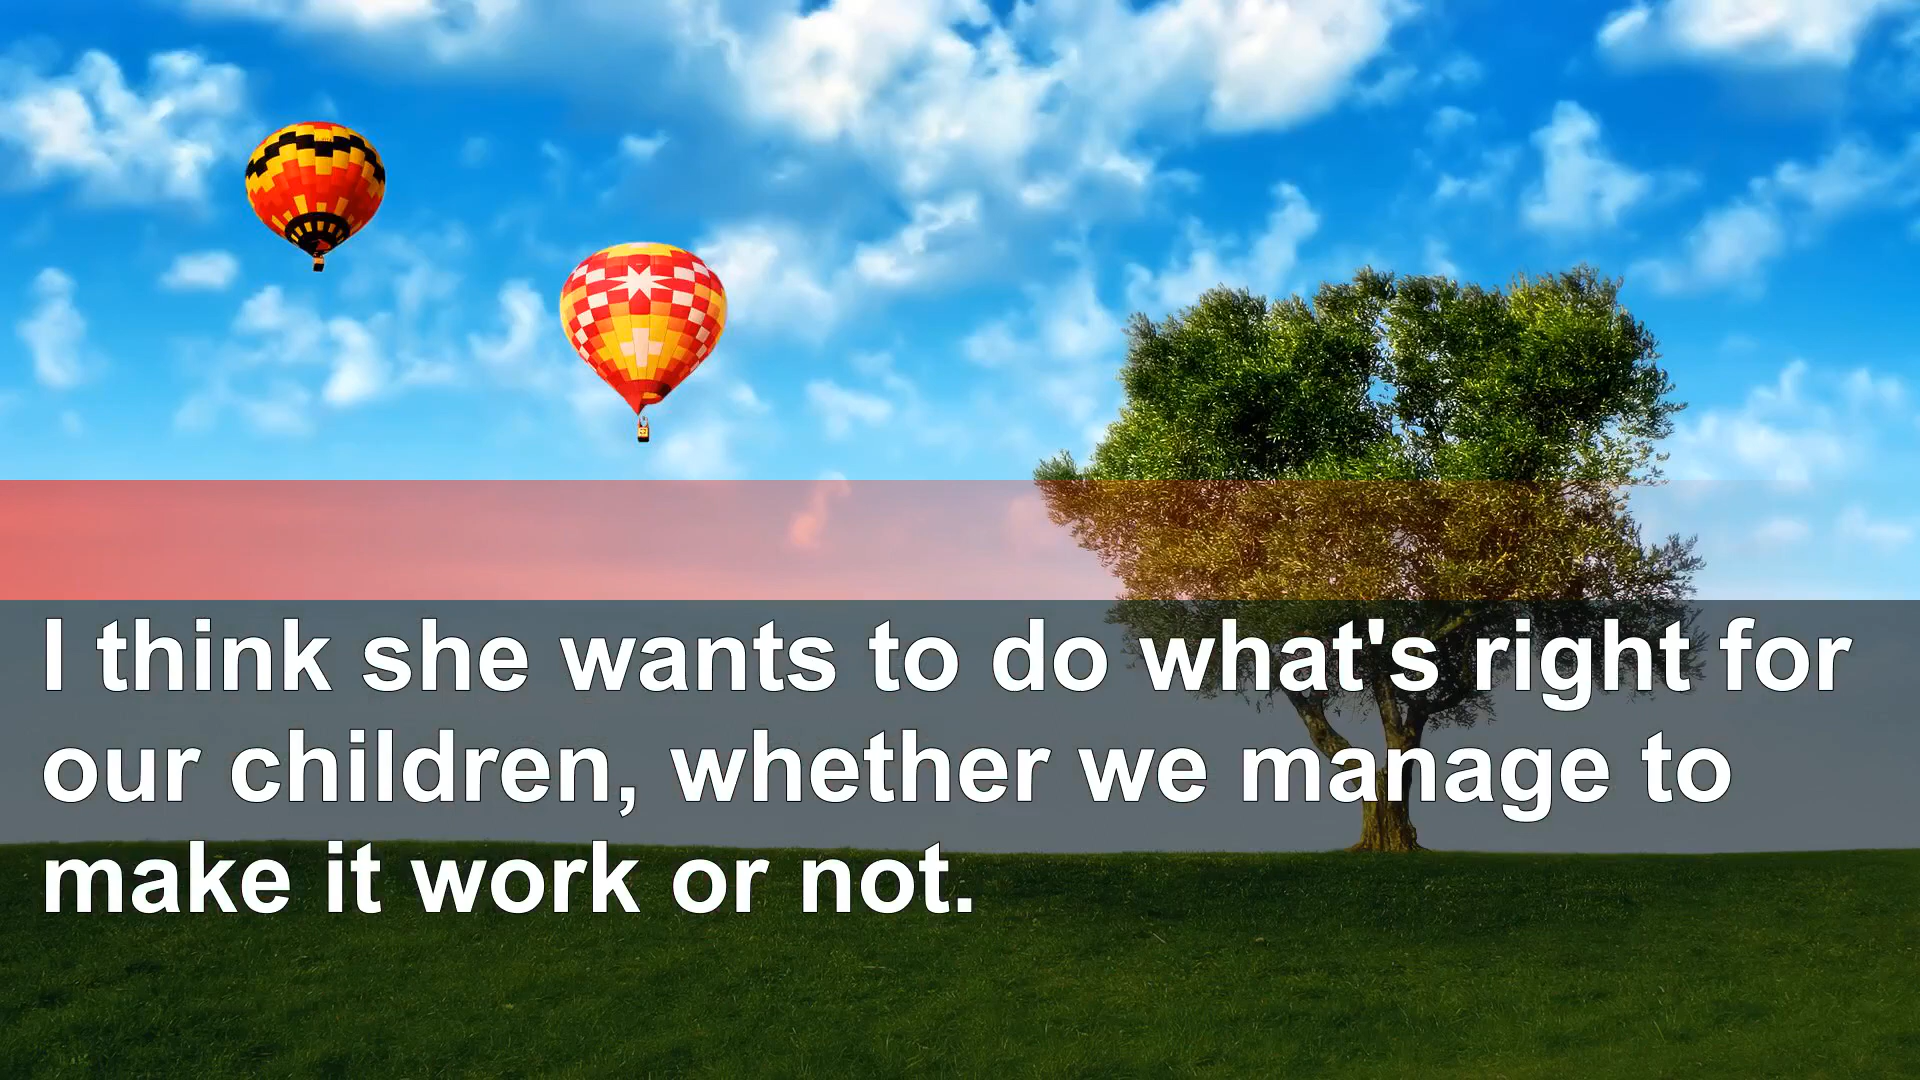 I think she wants to do what's right for
our children, whether we manage to
make it work or not.